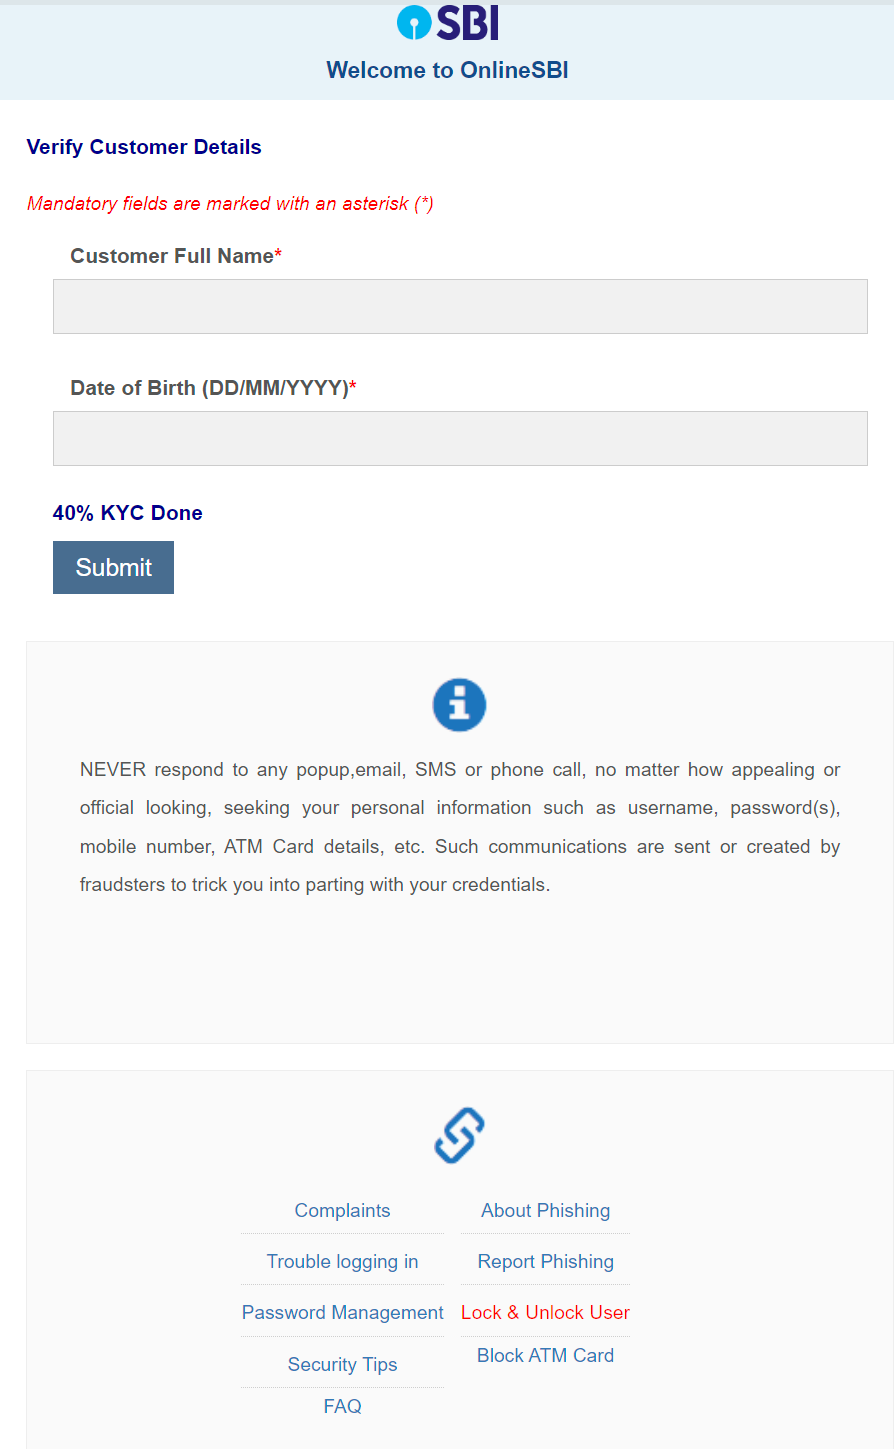 SBI
Welcome to OnlineSBI
Verify Customer Details
Mandatory fields are marked with an asterisk (*)
Customer Full Name*
Date of Birth (DD/MM/YYYY)*
40% KYC Done
Submit
NEVER respond to any popup,email, SMS or phone call, no matter how appealing or
official looking, seeking your personal information such as username, password(s),
mobile number, ATM Card details, etc. Such communications are sent or created by
fraudsters to trick you into parting with your credentials.
Complaints
Trouble logging in
Password Management
Security Tips
FAQ
About Phishing
Report Phishing
Lock & Unlock User
Block ATM Card